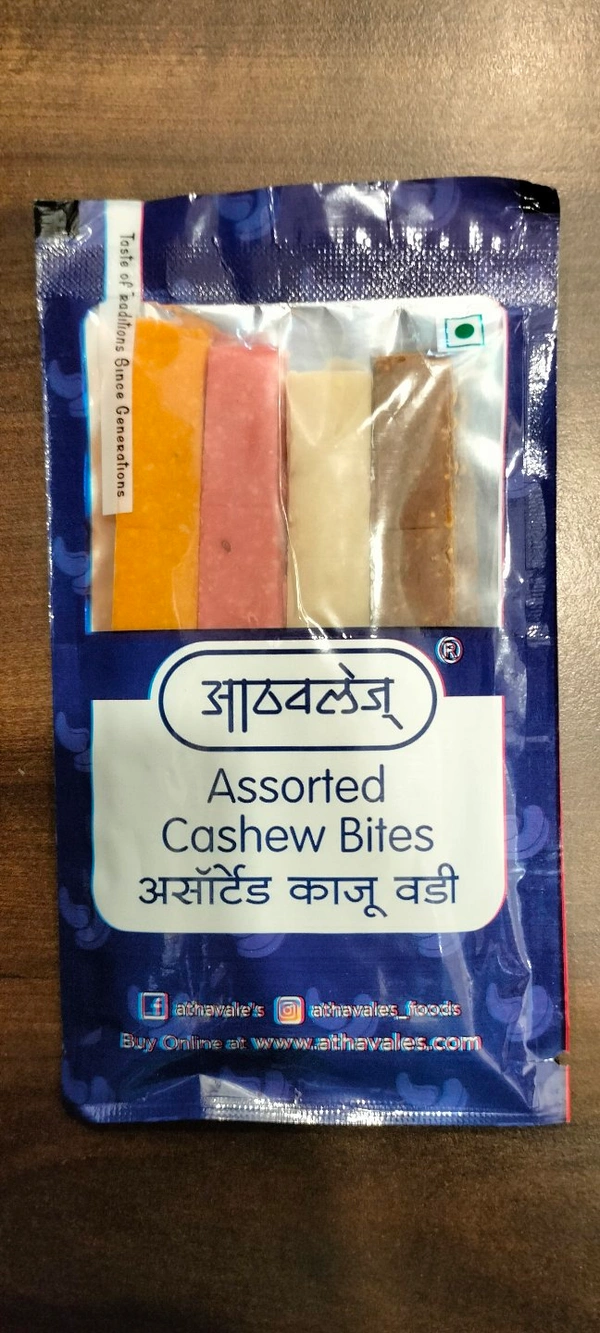 Taste of Traditions Since Generations
आठवलेज् ®
Assorted
Cashew Bites
असॉर्टेड काजू वडी
athavale's athavales_foods
Buy Online at www.athavales.com